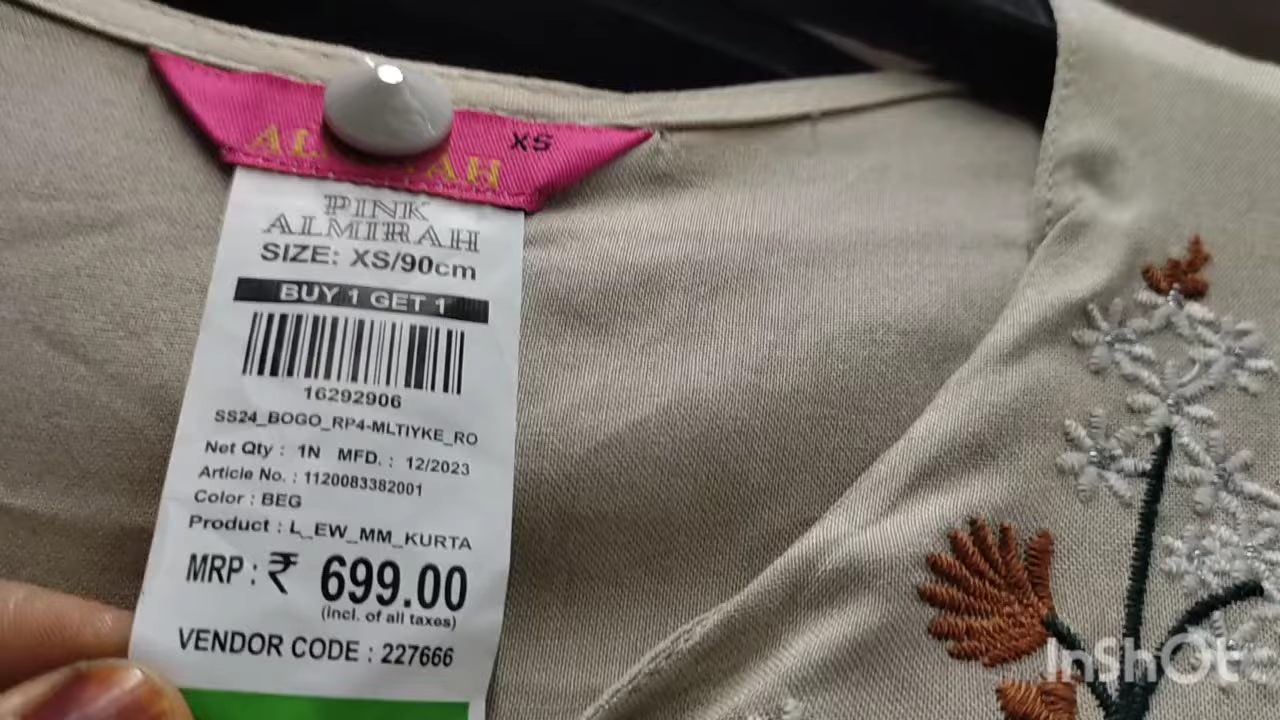 XS
PINK
ALMIRAH
SIZE: XS/90cm
BUY 1 GET 1
16292906
SS24_BOGO_RP4-MLTIYKE_RO
Net Qty : 1N MFD. : 12/2023
Article No. : 1120083382001
Color : BEG
Product : L_EW_MM_KURTA
MRP : ₹ 699.00
(incl. of all taxes)
VENDOR CODE : 227666
InShOt